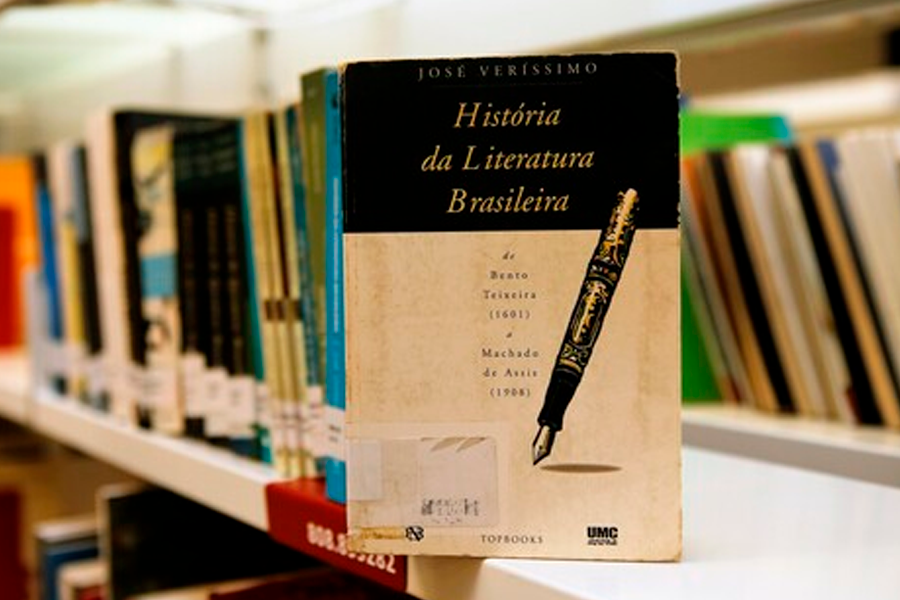 JOSÉ VERÍSSIMO
História
da Literatura
Brasileira
de
Bento
Teixeira
(1601)
a
Machado
de Assis
(1908)
TOPBOOKS
UMC